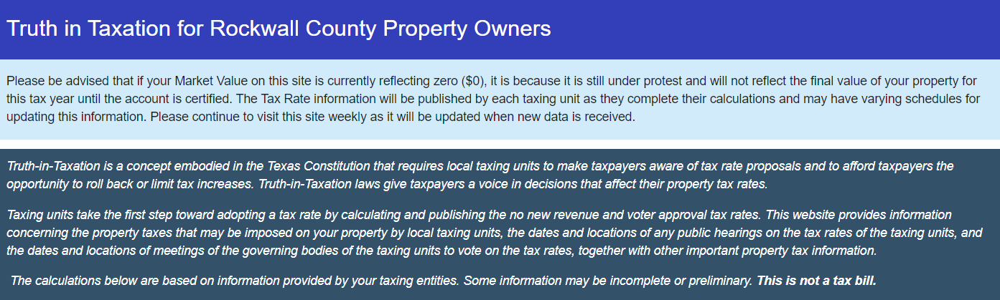 Truth in Taxation for Rockwall County Property Owners
Please be advised that if your Market Value on this site is currently reflecting zero ($0), it is because it is still under protest and will not reflect the final value of your property for
this tax year until the account is certified. The Tax Rate information will be published by each taxing unit as they complete their calculations and may have varying schedules for
updating this information. Please continue to visit this site weekly as it will be updated when new data is received.
Truth-in-Taxation is a concept embodied in the Texas Constitution that requires local taxing units to make taxpayers aware of tax rate proposals and to afford taxpayers the
opportunity to roll back or limit tax increases. Truth-in-Taxation laws give taxpayers a voice in decisions that affect their property tax rates.
Taxing units take the first step toward adopting a tax rate by calculating and publishing the no new revenue and voter approval tax rates. This website provides information
concerning the property taxes that may be imposed on your property by local taxing units, the dates and locations of any public hearings on the tax rates of the taxing units, and
the dates and locations of meetings of the governing bodies of the taxing units to vote on the tax rates, together with other important property tax information.
The calculations below are based on information provided by your taxing entities. Some information may be incomplete or preliminary. This is not a tax bill.